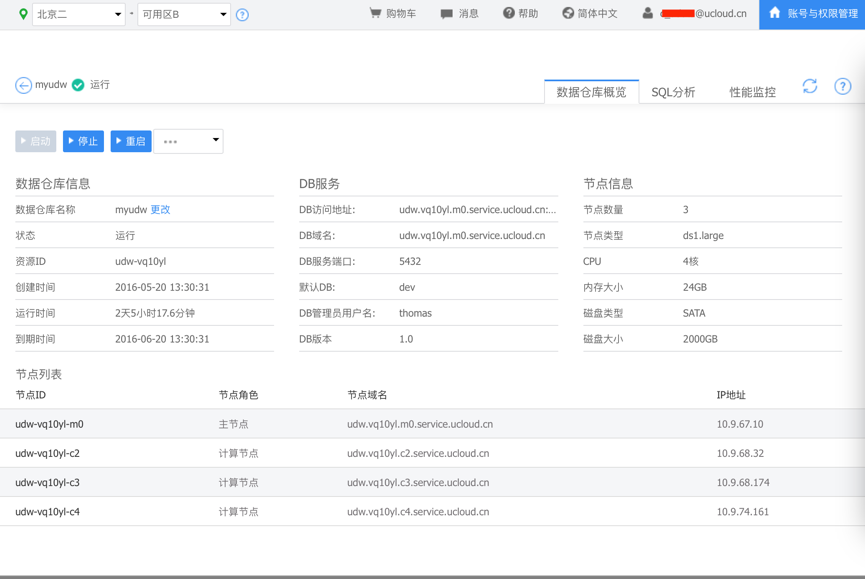 北京二 - 可用区B ? 购物车 消息 ? 帮助 简体中文 @ucloud.cn 账号与权限管理
myudw 运行 数据仓库概览 SQL分析 性能监控 ?
启动 停止 重启 •••
数据仓库信息 DB服务 节点信息
数据仓库名称 myudw 更改 DB访问地址: udw.vq10yl.m0.service.ucloud.cn:... 节点数量 3
状态 运行 DB域名: udw.vq10yl.m0.service.ucloud.cn 节点类型 ds1.large
资源ID udw-vq10yl DB服务端口: 5432 CPU 4核
创建时间 2016-05-20 13:30:31 默认DB: dev 内存大小 24GB
运行时间 2天5小时17.6分钟 DB管理员用户名: thomas 磁盘类型 SATA
到期时间 2016-06-20 13:30:31 DB版本 1.0 磁盘大小 2000GB
节点列表
节点ID 节点角色 节点域名 IP地址
udw-vq10yl-m0 主节点 udw.vq10yl.m0.service.ucloud.cn 10.9.67.10
udw-vq10yl-c2 计算节点 udw.vq10yl.c2.service.ucloud.cn 10.9.68.32
udw-vq10yl-c3 计算节点 udw.vq10yl.c3.service.ucloud.cn 10.9.68.174
udw-vq10yl-c4 计算节点 udw.vq10yl.c4.service.ucloud.cn 10.9.74.161